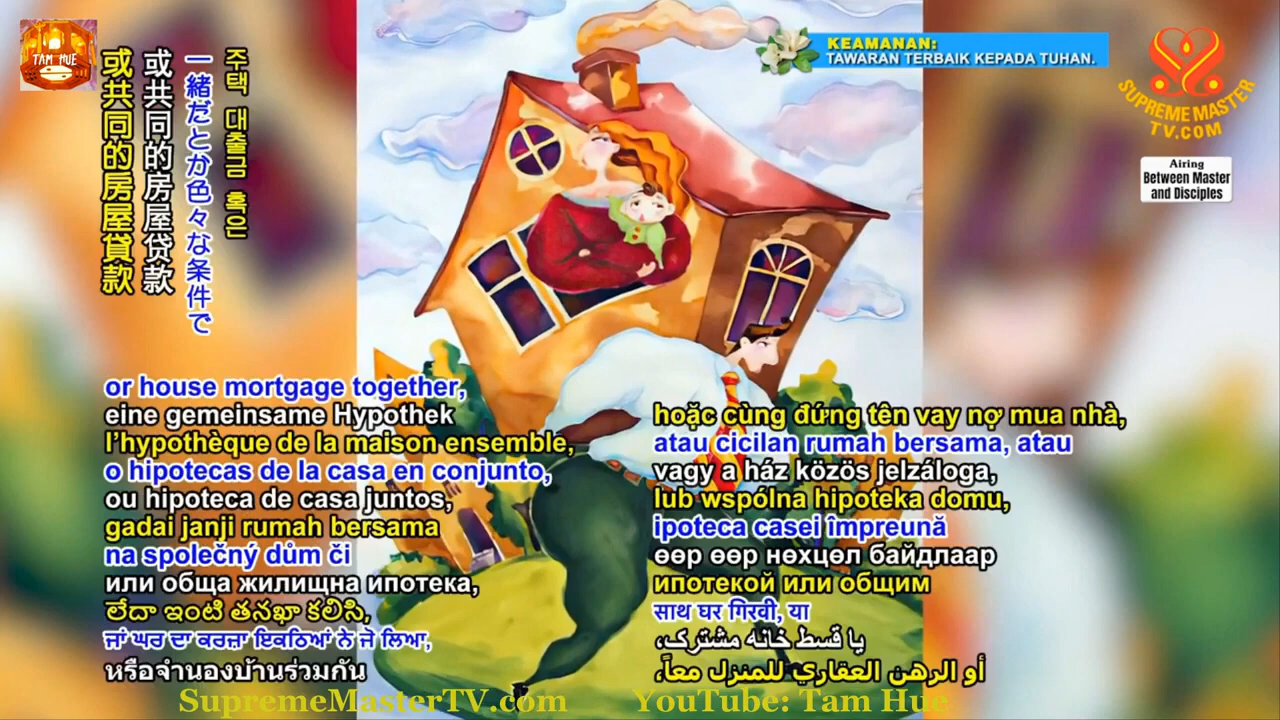 TAM HUE
KEAMANAN:
TAWARAN TERBAIK KEPADA TUHAN.
SUPREME MASTER
TV.COM
Airing
Between Master
and Disciples
주택 대출금 혹은
一緒だとか色々な条件で
或共同的房屋贷款
或共同的房屋貸款
or house mortgage together,
eine gemeinsame Hypothek
l’hypothèque de la maison ensemble,
o hipotecas de la casa en conjunto,
ou hipoteca de casa juntos,
gadai janji rumah bersama
na společný dům či
или обща жилищна ипотека,
లేదా ఇంటి తనఖా కలిసి,
ਜਾਂ ਘਰ ਦਾ ਕਰਜ਼ਾ ਇਕਠਿਆਂ ਨੇ ਜੋ ਲਿਆ,
หรือจำนองบ้านร่วมกัน
hoặc cùng đứng tên vay nợ mua nhà,
atau cicilan rumah bersama, atau
vagy a ház közös jelzáloga,
lub wspólna hipoteka domu,
ipoteca casei împreună
өөр өөр нөхцөл байдлаар
ипотекой или общим
साथ घर गिरवी, या
یا قسط خانه مشترک،
أو الرهن العقاري للمنزل معاً،
SupremeMasterTV.com
YouTube: Tam Hue